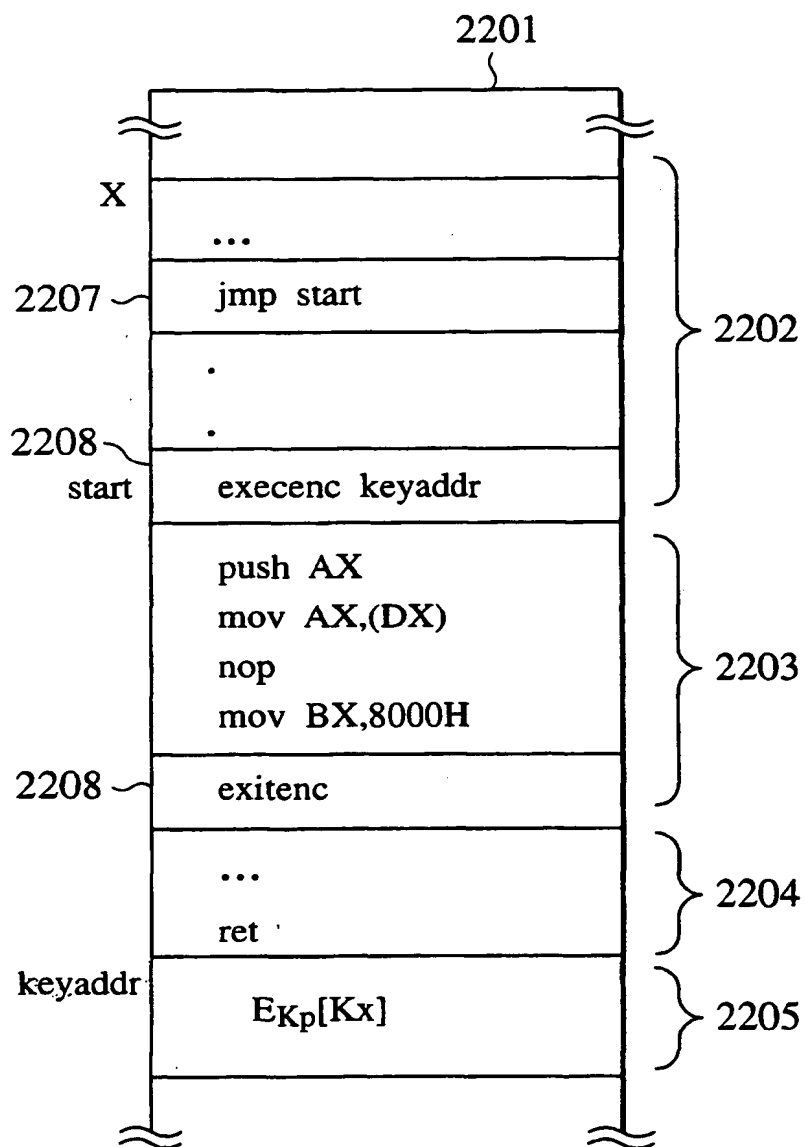 2201
X
...
2207 jmp start
2202
.
.
2208
start execenc keyaddr
push AX
mov AX,(DX)
nop
2203
mov BX,8000H
2208 exitenc
...
2204
ret
keyaddr
EKp[Kx]
2205